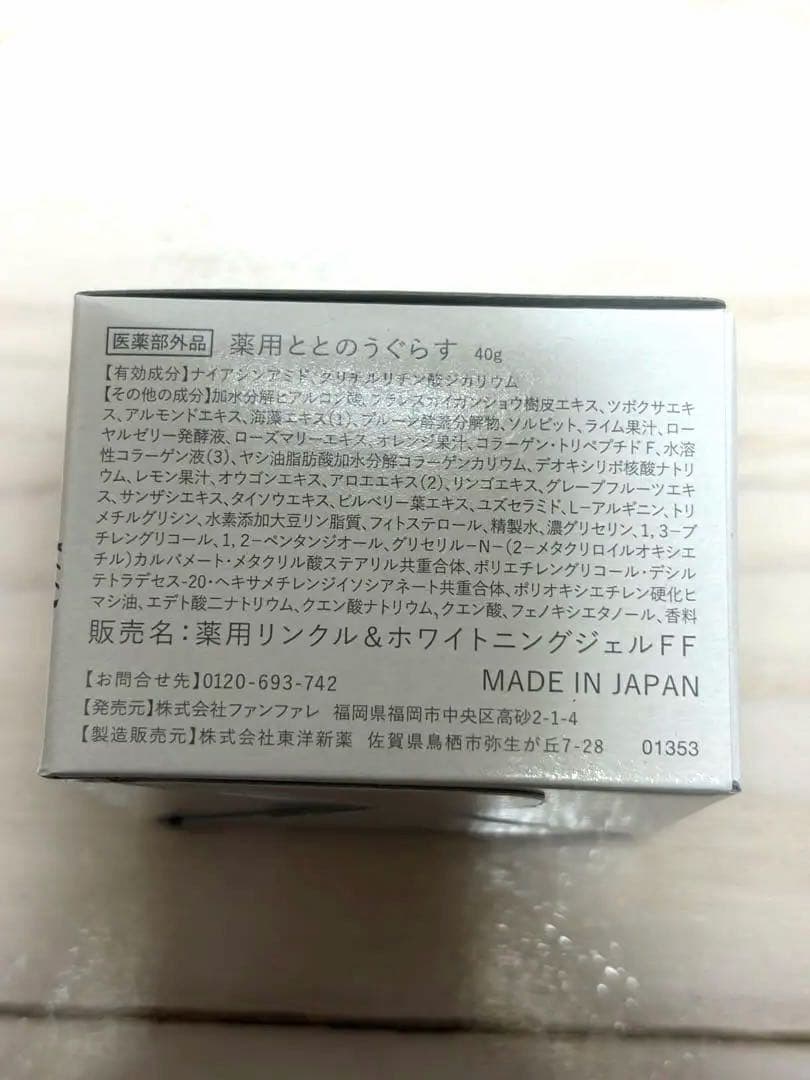 医薬部外品 薬用ととのうぐらす 40g
【有効成分】ナイアシンアミド、グリチルリチン酸ジカリウム
【その他の成分】加水分解ヒアルロン酸、フランスカイガンショウ樹皮エキス、ツボクサエキ
ス、アルモンドエキス、海藻エキス(1)、プルーン酵素分解物、ソルビット、ライム果汁、ロー
ヤルゼリー発酵液、ローズマリーエキス、オレンジ果汁、コラーゲン・トリペプチドF、水溶
性コラーゲン液(3)、ヤシ油脂肪酸加水分解コラーゲンカリウム、デオキシリボ核酸ナトリ
ウム、レモン果汁、オウゴンエキス、アロエエキス(2)、リンゴエキス、グレープフルーツエキ
ス、サンザシエキス、タイソウエキス、ビルベリー葉エキス、ユズセラミド、L-アルギニン、トリ
メチルグリシン、水素添加大豆リン脂質、フィトステロール、精製水、濃グリセリン、1,3-ブ
チレングリコール、1,2-ペンタンジオール、グリセリル-N-(2-メタクリロイルオキシエ
チル)カルバメート・メタクリル酸ステアリル共重合体、ポリエチレングリコール・デシル
テトラデセス-20・ヘキサメチレンジイソシアネート共重合体、ポリオキシエチレン硬化ヒ
マシ油、エデト酸二ナトリウム、クエン酸ナトリウム、クエン酸、フェノキシエタノール、香料
販売名:薬用リンクル&ホワイトニングジェルFF
【お問合せ先】0120-693-742 MADE IN JAPAN
【発売元】株式会社ファンファレ 福岡県福岡市中央区高砂2-1-4
【製造販売元】株式会社東洋新薬 佐賀県鳥栖市弥生が丘7-28 01353